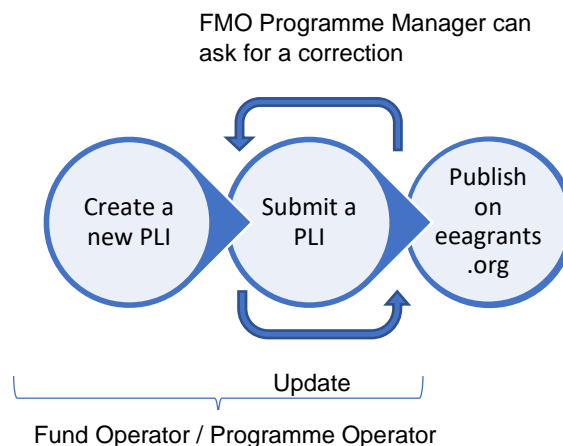 FMO Programme Manager can
ask for a correction
Create a
new PLI
Submit a
PLI
Publish
on
eeagrants
.org
Update
Fund Operator / Programme Operator